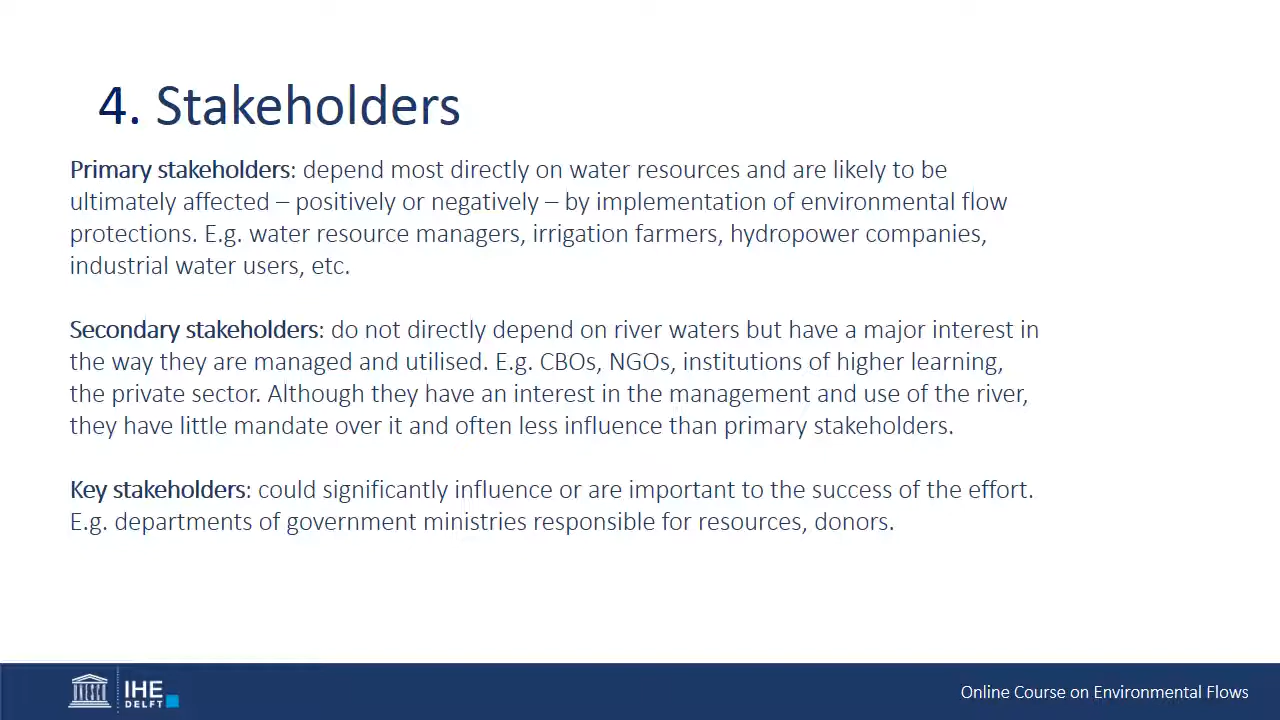 4. Stakeholders
Primary stakeholders: depend most directly on water resources and are likely to be
ultimately affected – positively or negatively – by implementation of environmental flow
protections. E.g. water resource managers, irrigation farmers, hydropower companies,
industrial water users, etc.
Secondary stakeholders: do not directly depend on river waters but have a major interest in
the way they are managed and utilised. E.g. CBOs, NGOs, institutions of higher learning,
the private sector. Although they have an interest in the management and use of the river,
they have little mandate over it and often less influence than primary stakeholders.
Key stakeholders: could significantly influence or are important to the success of the effort.
E.g. departments of government ministries responsible for resources, donors.
IHE
DELFT
Online Course on Environmental Flows